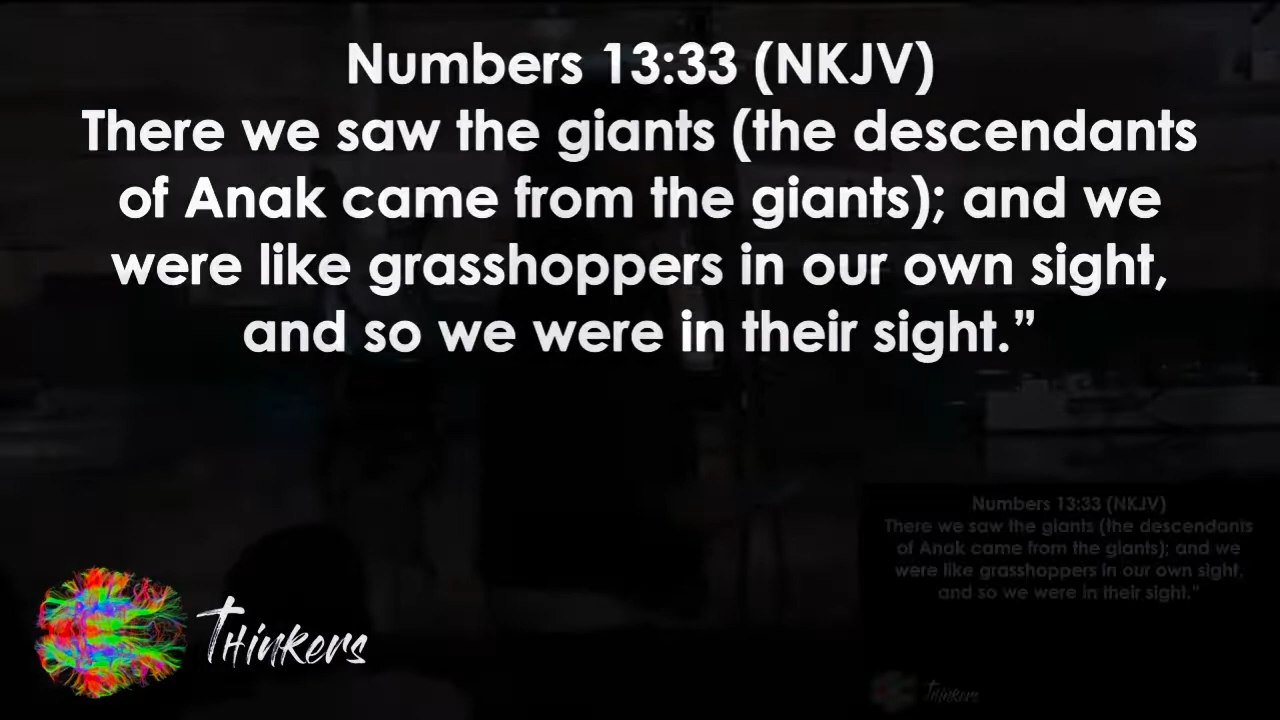 Numbers 13:33 (NKJV)
There we saw the giants (the descendants
of Anak came from the giants); and we
were like grasshoppers in our own sight,
and so we were in their sight.”
Thinkers
Numbers 13:33 (NKJV)
There we saw the giants (the descendants
of Anak came from the giants); and we
were like grasshoppers in our own sight,
and so we were in their sight.”
Thinkers